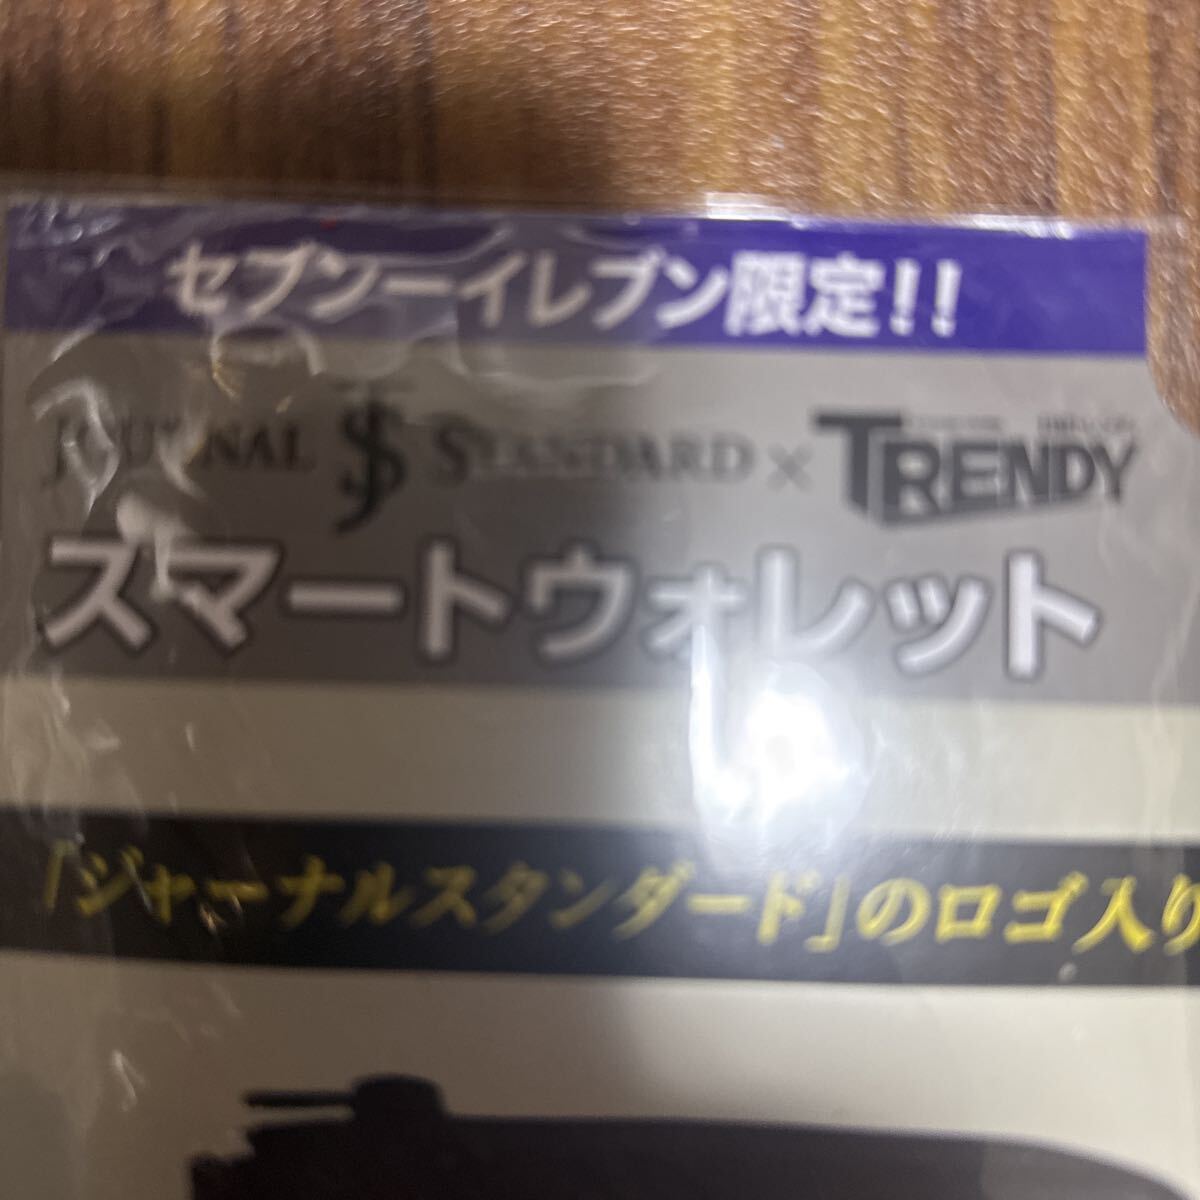 セブン－イレブン限定!!
JOURNAL JS STANDARD × TRENDY
スマートウォレット
「ジャーナルスタンダード」のロゴ入り